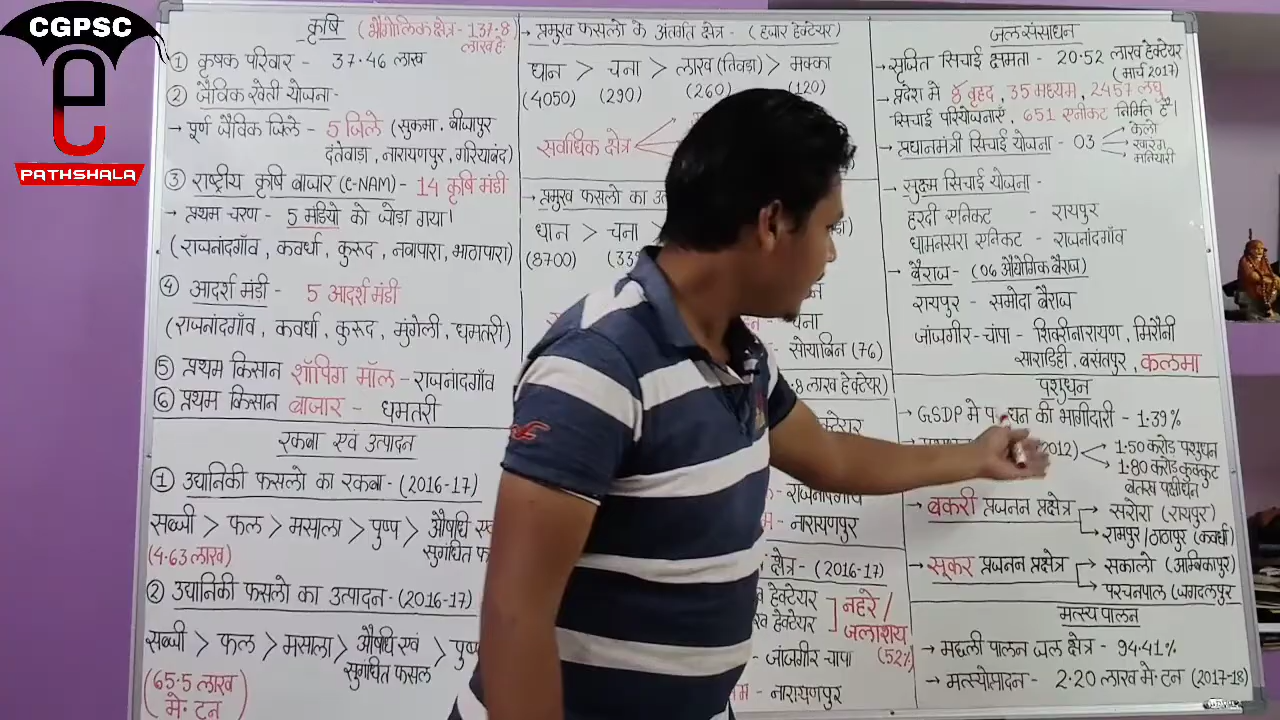 CGPSC
PATHSHALA
कृषि (भौगोलिक क्षेत्र - 137.8 लाख हे.)
① कृषक परिवार - 37.46 लाख
② जैविक खेती योजना -
→ पूर्ण जैविक जिले - 5 जिले (सुकमा, बीजापुर
दंतेवाड़ा, नारायणपुर, गरियाबंद)
③ राष्ट्रीय कृषि बाजार (e-NAM) - 14 कृषि मंडी
→ प्रथम चरण - 5 मंडियो को जोड़ा गया।
(राजनांदगाँव, कवर्धा, कुरूद, नवापारा, भाठापारा)
④ आदर्श मंडी - 5 आदर्श मंडी
(राजनांदगाँव, कवर्धा, कुरूद, मुंगेली, धमतरी)
⑤ प्रथम किसान शॉपिंग मॉल - राजनांदगाँव
⑥ प्रथम किसान बाजार - धमतरी
रकबा एवं उत्पादन
① उद्यानिकी फसलो का रकबा - (2016-17)
सब्जी > फल > मसाला > पुष्प > औषधि एवं
(4.63 लाख) सुगंधित
② उद्यानिकी फसलो का उत्पादन - (2016-17)
सब्जी > फल > मसाला > औषधि एवं > पुष्प
सुगंधित फसल
(65.5 लाख
मे. टन)
→ प्रमुख फसलो के अंतर्गत क्षेत्र - (हजार हेक्टेयर)
धान > चना > लाख (तिवड़ा) > मक्का
(4050) (290) (260) (120)
सर्वाधिक क्षेत्र
→ प्रमुख फसलो का
धान > चना >
(8700)
चना
सोयाबिन (76)
.8 लाख हेक्टेयर)
हेक्टेयर
- राजनांदगाँव
- नारायणपुर
क्षेत्र - (2016-17)
हेक्टेयर
हेक्टेयर
नहरे /
जलाशय
(52%)
- जांजगीर चांपा
- नारायणपुर
जल संसाधन
→ सृजित सिंचाई क्षमता - 20.52 लाख हेक्टेयर
(मार्च 2017)
→ प्रदेश में 8 वृहद, 35 मध्यम, 2457 लघु
सिंचाई परियोजनाएँ, 651 एनीकट निर्मित है।
→ प्रधानमंत्री सिंचाई योजना - 03
केलो
खारंग
मनियारी
→ सूक्ष्म सिंचाई योजना -
हरदी एनिकट - रायपुर
धामनसरा एनिकट - राजनांदगाँव
→ बैराज - (06 औद्योगिक बैराज)
रायपुर - समोदा बैराज
जांजगीर-चांपा - शिवरीनारायण, मिरौनी
साराडिही, बसंतपुर, कलमा
पशुधन
→ GSDP मे की भागीदारी - 1.39%
2012)
1.50 करोड़ पशुधन
1.80 करोड़ कुक्कुट
बतख पक्षीधन
→ बकरी प्रजनन प्रक्षेत्र
सरोरा (रायपुर)
रामपुर/ठाठापुर (कवर्धा)
→ सूकर प्रजनन प्रक्षेत्र
सकालो (अम्बिकापुर)
परचनपाल (जगदलपुर
मत्स्य पालन
→ मछली पालन जल क्षेत्र - 94.41%
→ मत्स्योत्पादन - 2.20 लाख मे. टन (2017-18)